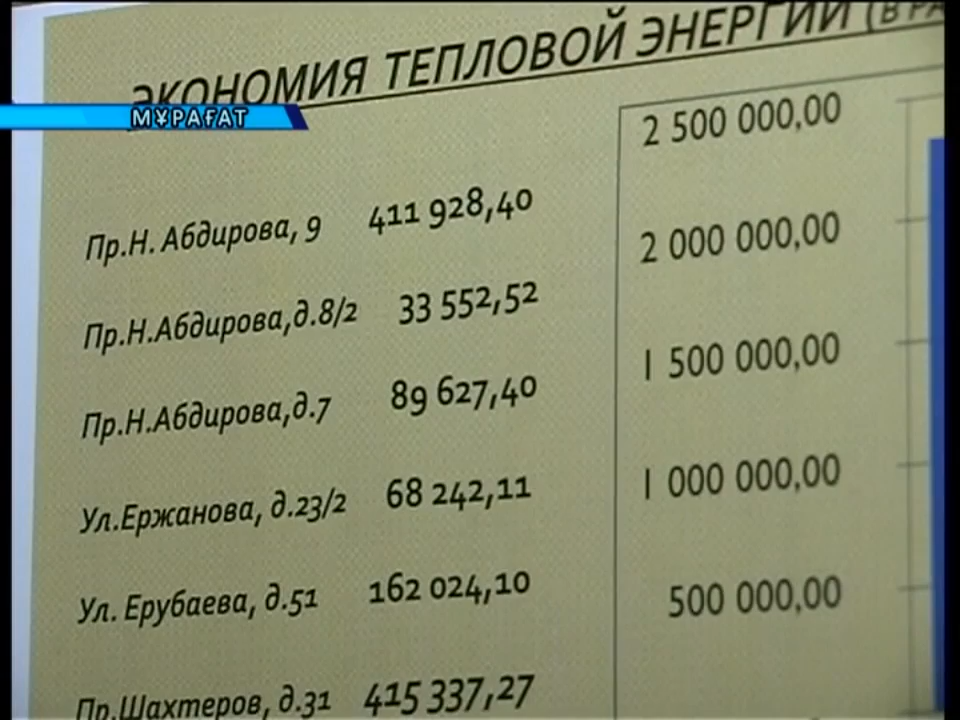 ЭКОНОМИЯ ТЕПЛОВОЙ ЭНЕРГИИ (В
МҰРАҒАТ
2 500 000,00
Пр.Н. Абдирова, 9 411 928,40
2 000 000,00
Пр.Н.Абдирова,д.8/2 33 552,52
1 500 000,00
Пр.Н.Абдирова,д.7 89 627,40
1 000 000,00
Ул.Ержанова, д.23/2 68 242,11
500 000,00
Ул. Ерубаева, д.51 162 024,10
Пр.Шахтеров, д.31 415 337,27